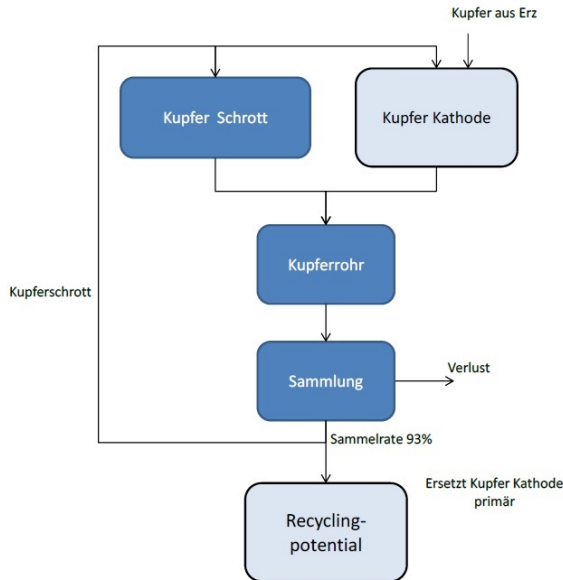 Kupfer aus Erz
Kupfer Schrott
Kupfer Kathode
Kupferrohr
Kupferschrott
Sammlung
Verlust
Sammelrate 93%
Ersetzt Kupfer Kathode
primär
Recycling-
potential